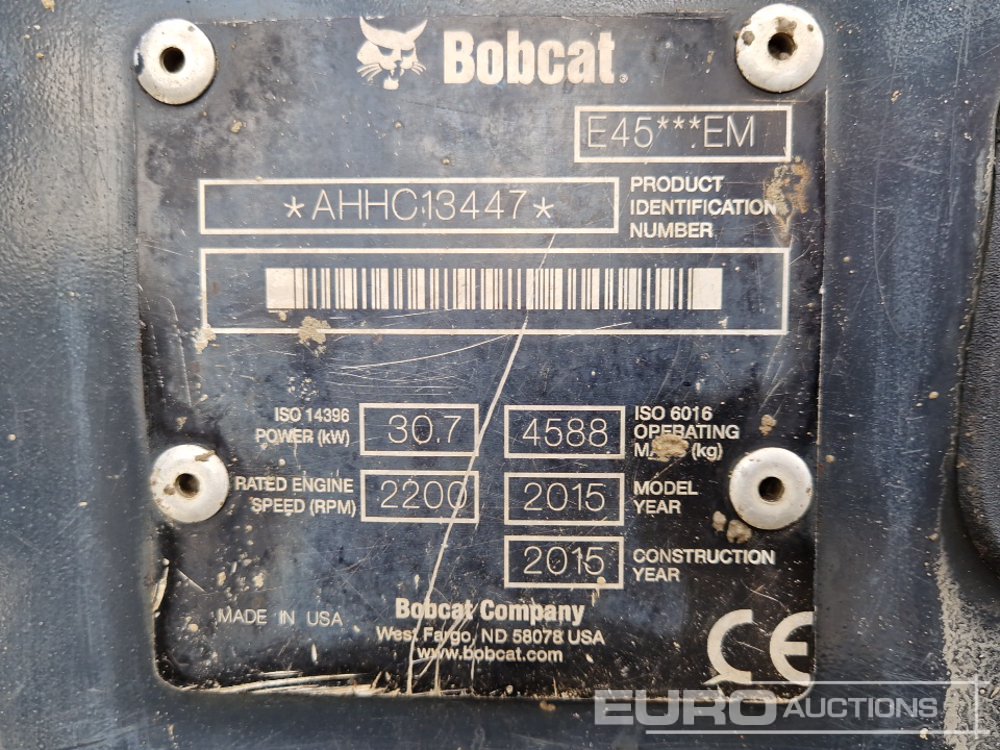 Bobcat®
E45***EM
*AHHC13447*
PRODUCT
IDENTIFICATION
NUMBER
ISO 14396
POWER (kW)
30.7
4588
ISO 6016
OPERATING
(kg)
RATED ENGINE
SPEED (RPM)
2200
2015
MODEL
YEAR
2015
CONSTRUCTION
YEAR
MADE IN USA
Bobcat Company
West Fargo, ND 58078 USA
www.bobcat.com
CE
EURO AUCTIONS